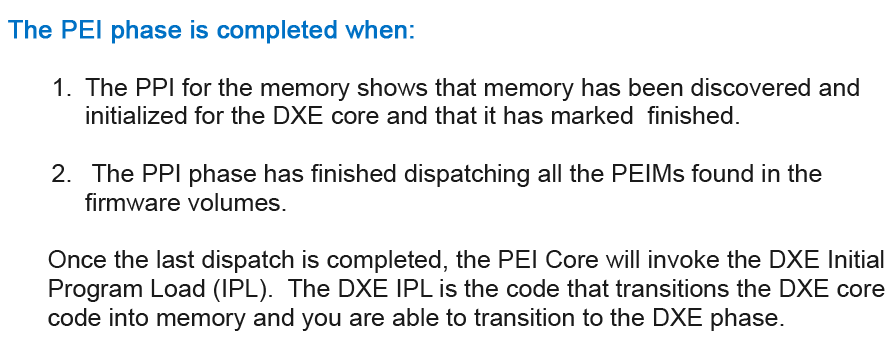 The PEI phase is completed when:
1. The PPI for the memory shows that memory has been discovered and
initialized for the DXE core and that it has marked finished.
2. The PPI phase has finished dispatching all the PEIMs found in the
firmware volumes.
Once the last dispatch is completed, the PEI Core will invoke the DXE Initial
Program Load (IPL). The DXE IPL is the code that transitions the DXE core
code into memory and you are able to transition to the DXE phase.